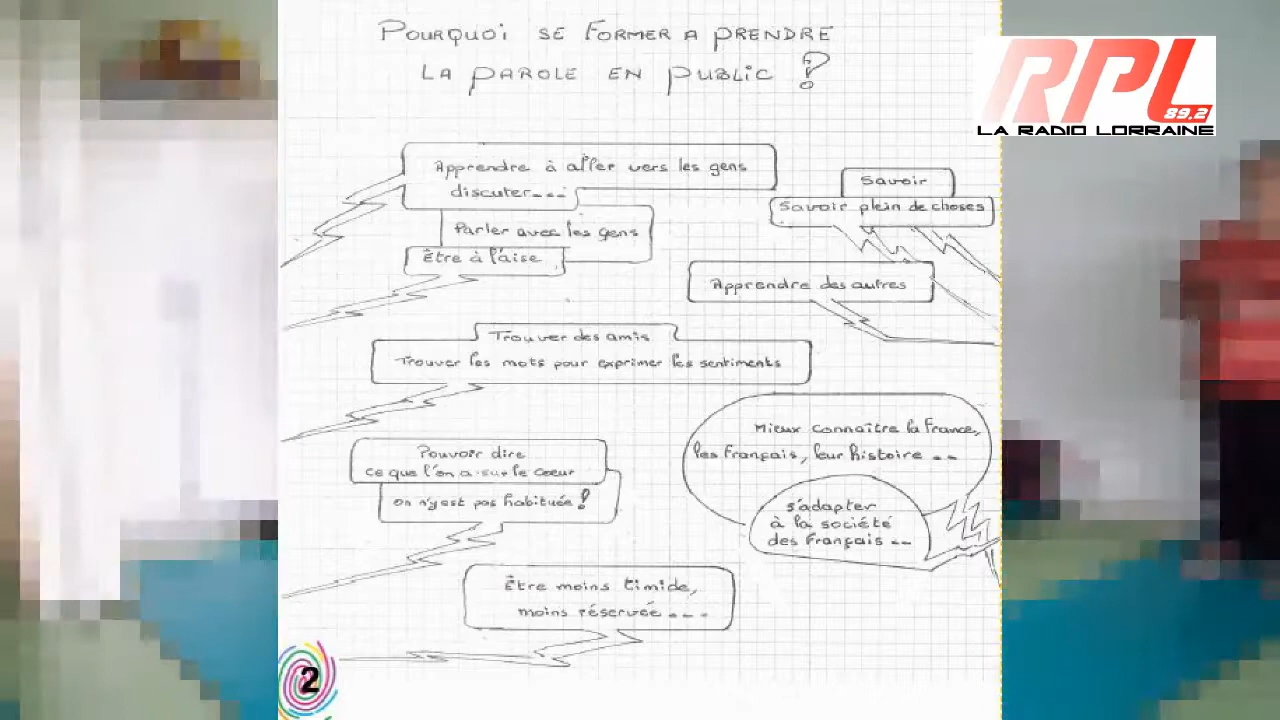 POURQUOI SE FORMER A PRENDRE
LA PAROLE EN PUBLIC ?
RPL
89.2
LA RADIO LORRAINE
Apprendre à aller vers les gens
discuter...
Parler avec les gens
Être à l'aise
Savoir
Savoir plein de choses
Apprendre des autres
Trouver des amis
Trouver les mots pour exprimer les sentiments
Mieux connaître la France,
les Français, leur histoire ..
s'adapter
à la société
des Français ..
Pouvoir dire
ce que l'on a sur le coeur
on n'y est pas habituée !
Être moins timide,
moins réservée ...
2